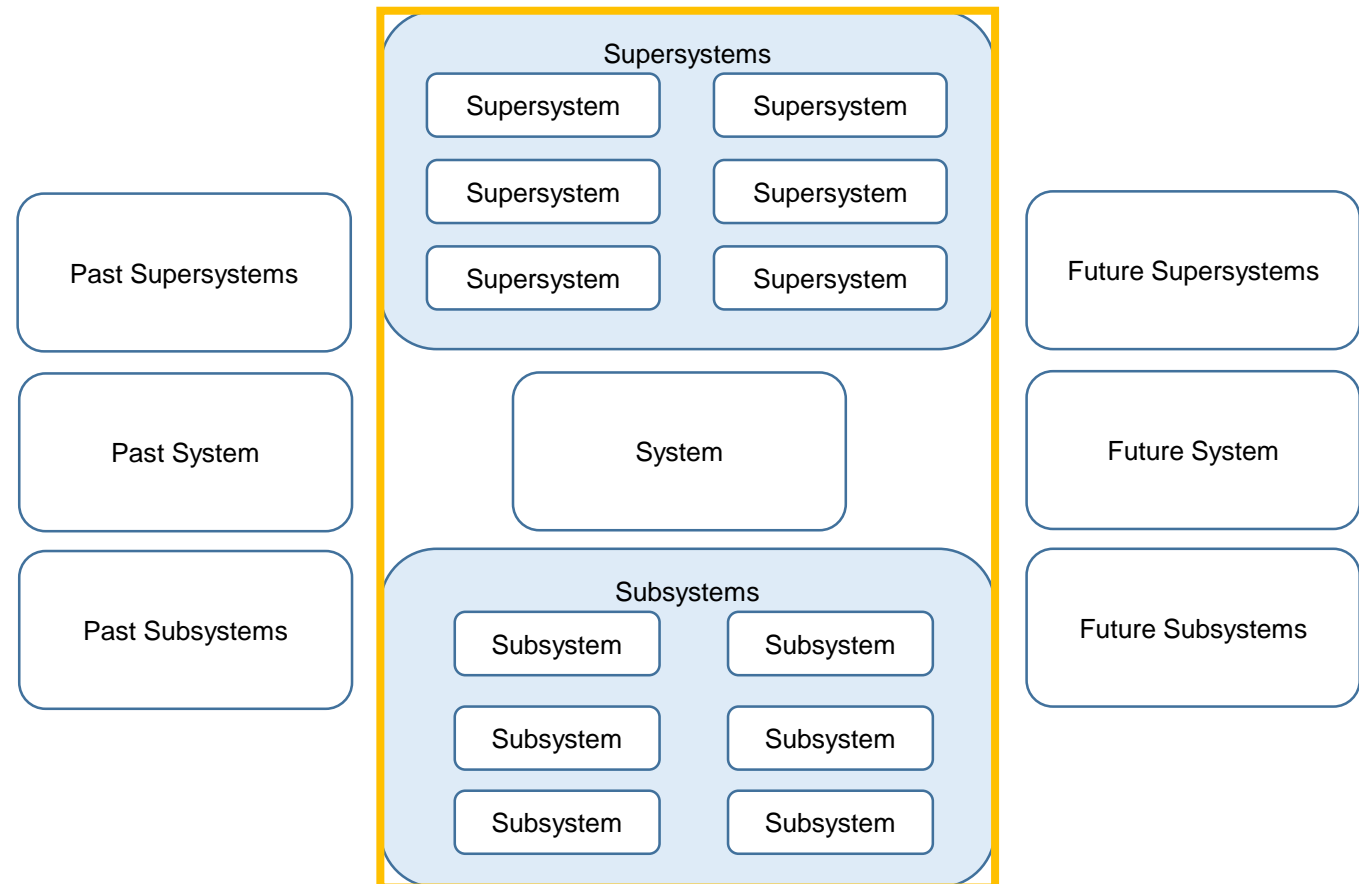 Supersystems
Supersystem
Supersystem
Supersystem
Supersystem
Supersystem
Supersystem
Past Supersystems
Future Supersystems
Past System
System
Future System
Past Subsystems
Subsystems
Future Subsystems
Subsystem
Subsystem
Subsystem
Subsystem
Subsystem
Subsystem